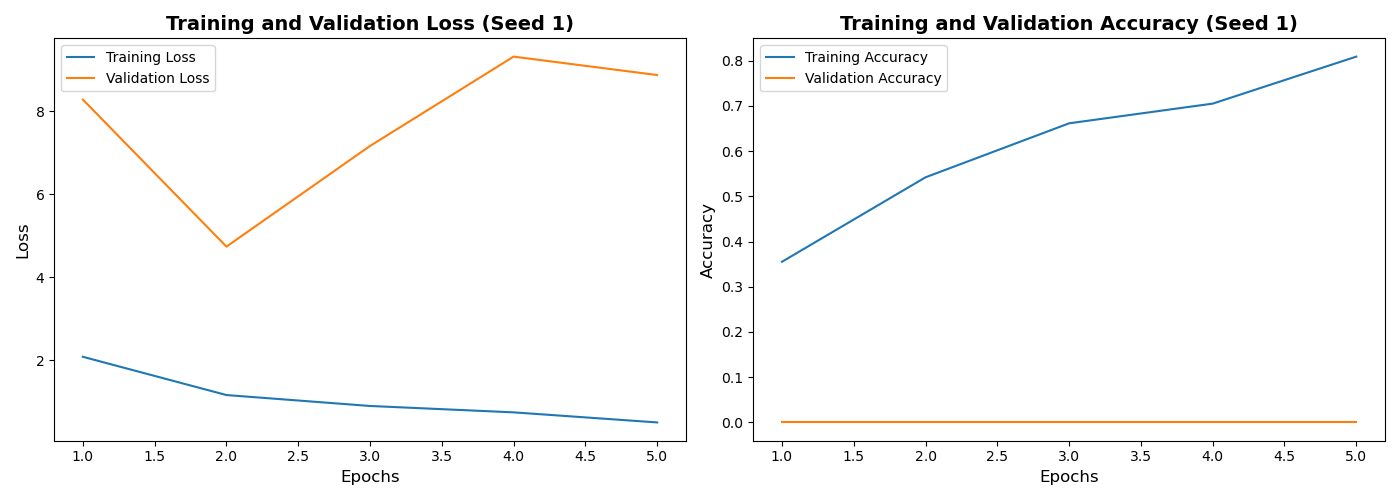 Training and Validation Loss (Seed 1)
Training Loss
Validation Loss
8
6
4
2
Loss
1.0 1.5 2.0 2.5 3.0 3.5 4.0 4.5 5.0
Epochs
Training and Validation Accuracy (Seed 1)
Training Accuracy
Validation Accuracy
0.8
0.7
0.6
0.5
0.4
0.3
0.2
0.1
0.0
Accuracy
1.0 1.5 2.0 2.5 3.0 3.5 4.0 4.5 5.0
Epochs